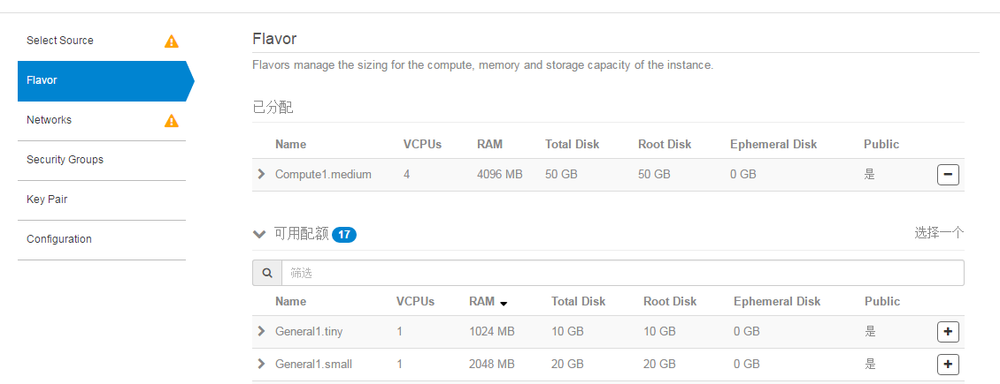 Select Source
Flavor
Networks
Security Groups
Key Pair
Configuration
Flavor
Flavors manage the sizing for the compute, memory and storage capacity of the instance.
已分配
Name VCPUs RAM Total Disk Root Disk Ephemeral Disk Public
Compute1.medium 4 4096 MB 50 GB 50 GB 0 GB 是
可用配额 17 选择一个
筛选
Name VCPUs RAM Total Disk Root Disk Ephemeral Disk Public
General1.tiny 1 1024 MB 10 GB 10 GB 0 GB 是
General1.small 1 2048 MB 20 GB 20 GB 0 GB 是